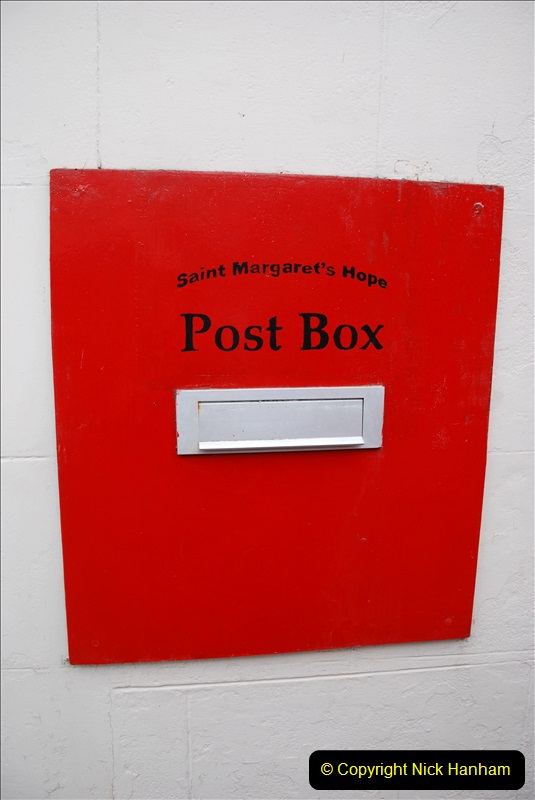 Saint Margaret's Hope
Post Box
© Copyright Nick Hanham